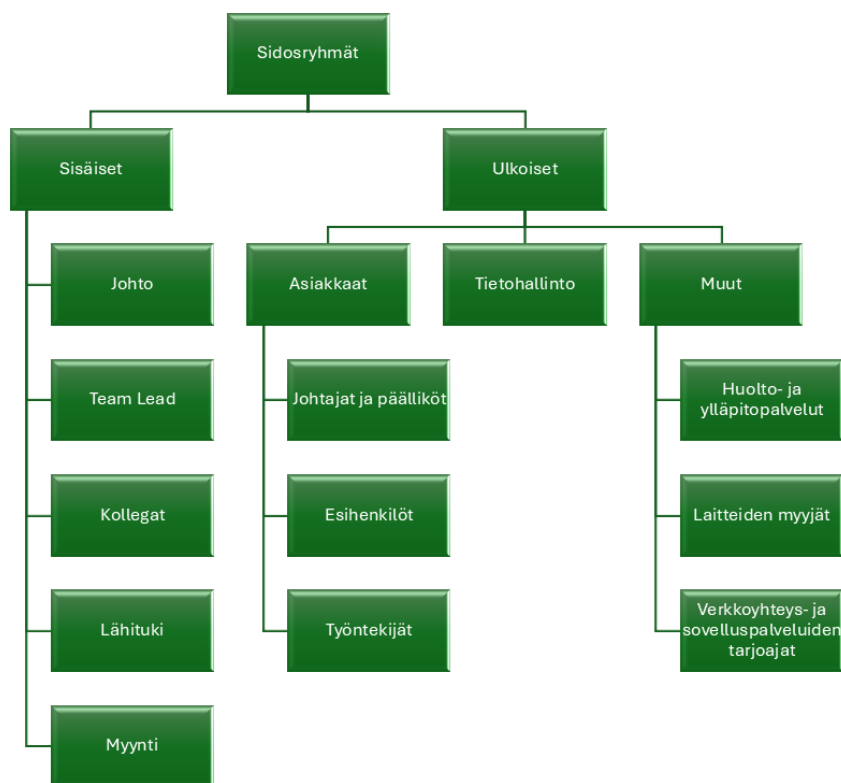 Sidosryhmät
Sisäiset
Ulkoiset
Johto
Asiakkaat
Tietohallinto
Muut
Team Lead
Johtajat ja päälliköt
Huolto- ja
ylläpitopalvelut
Kollegat
Esihenkilöt
Laitteiden myyjät
Lähituki
Työntekijät
Verkkoyhteys- ja
sovelluspalveluiden
tarjoajat
Myynti